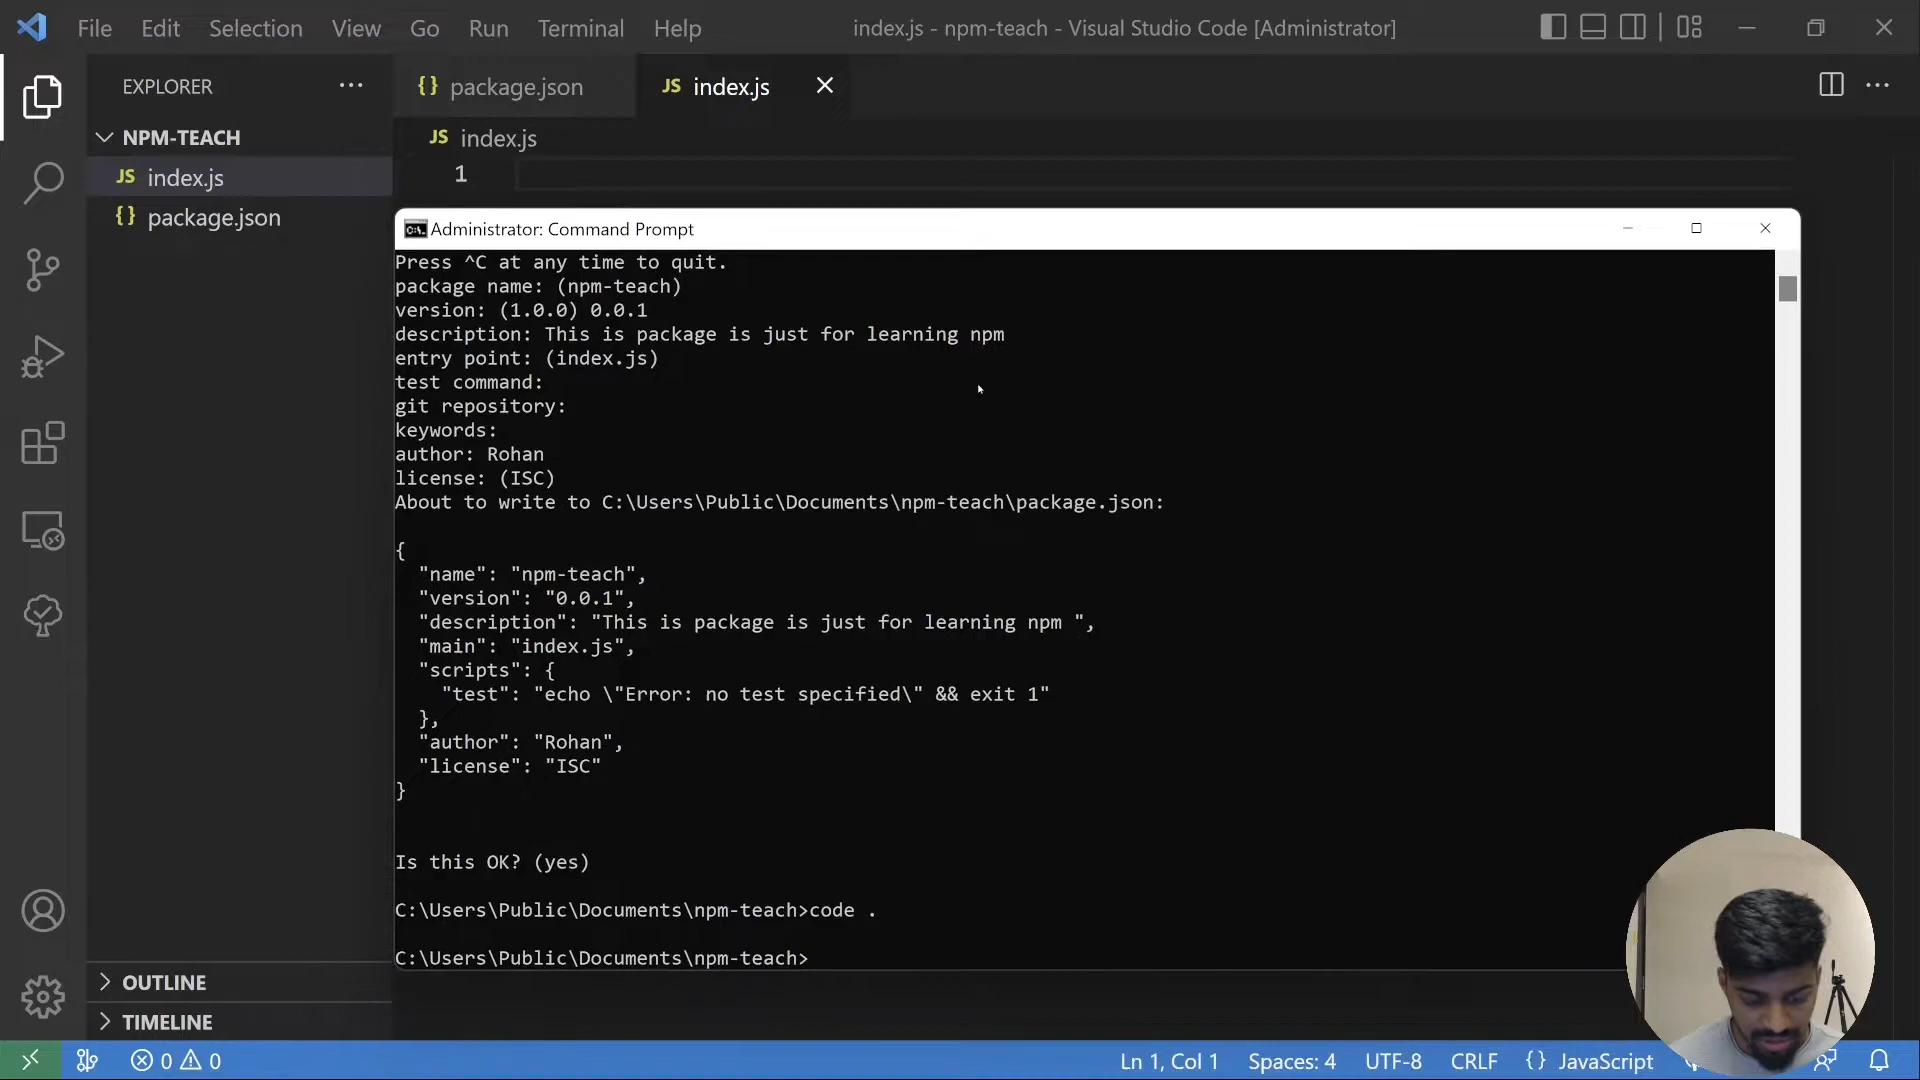 File Edit Selection View Go Run Terminal Help
index.js - npm-teach - Visual Studio Code [Administrator]
EXPLORER
{} package.json
JS index.js
NPM-TEACH
JS index.js
{} package.json
JS index.js
1
Administrator: Command Prompt
Press ^C at any time to quit.
package name: (npm-teach)
version: (1.0.0) 0.0.1
description: This is package is just for learning npm
entry point: (index.js)
test command:
git repository:
keywords:
author: Rohan
license: (ISC)
About to write to C:\Users\Public\Documents\npm-teach\package.json:
{
"name": "npm-teach",
"version": "0.0.1",
"description": "This is package is just for learning npm ",
"main": "index.js",
"scripts": {
"test": "echo \"Error: no test specified\" && exit 1"
},
"author": "Rohan",
"license": "ISC"
}
Is this OK? (yes)
C:\Users\Public\Documents\npm-teach>code .
C:\Users\Public\Documents\npm-teach>
OUTLINE
TIMELINE
0 0
Ln 1, Col 1 Spaces: 4 UTF-8 CRLF {} JavaScript